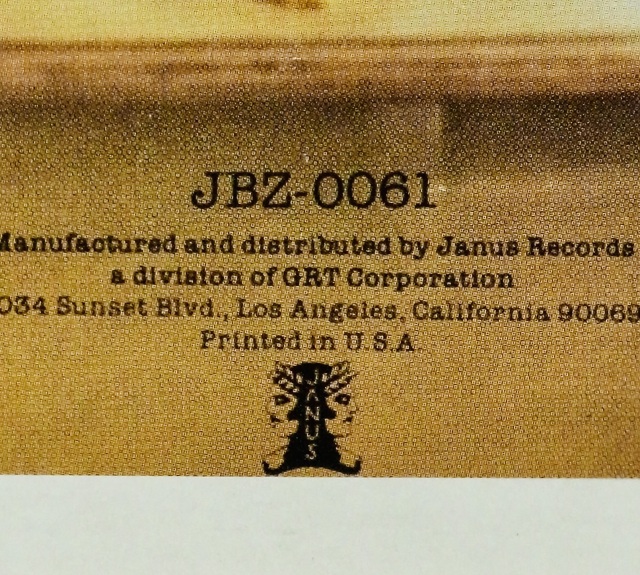 JBZ-0061
Manufactured and distributed by Janus Records
a division of GRT Corporation
034 Sunset Blvd., Los Angeles, California 90069
Printed in U.S.A.
JANUS